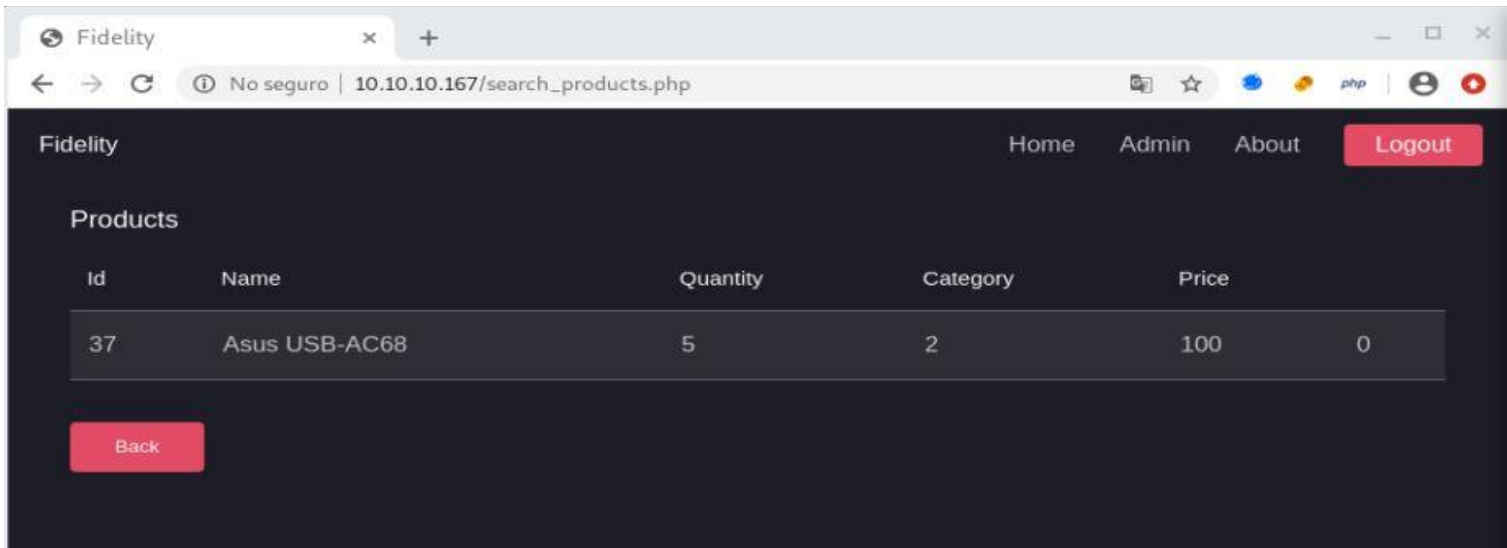 Fidelity
No seguro | 10.10.10.167/search_products.php
php
Fidelity Home Admin About Logout
Products
Id Name Quantity Category Price
37 Asus USB-AC68 5 2 100 0
Back